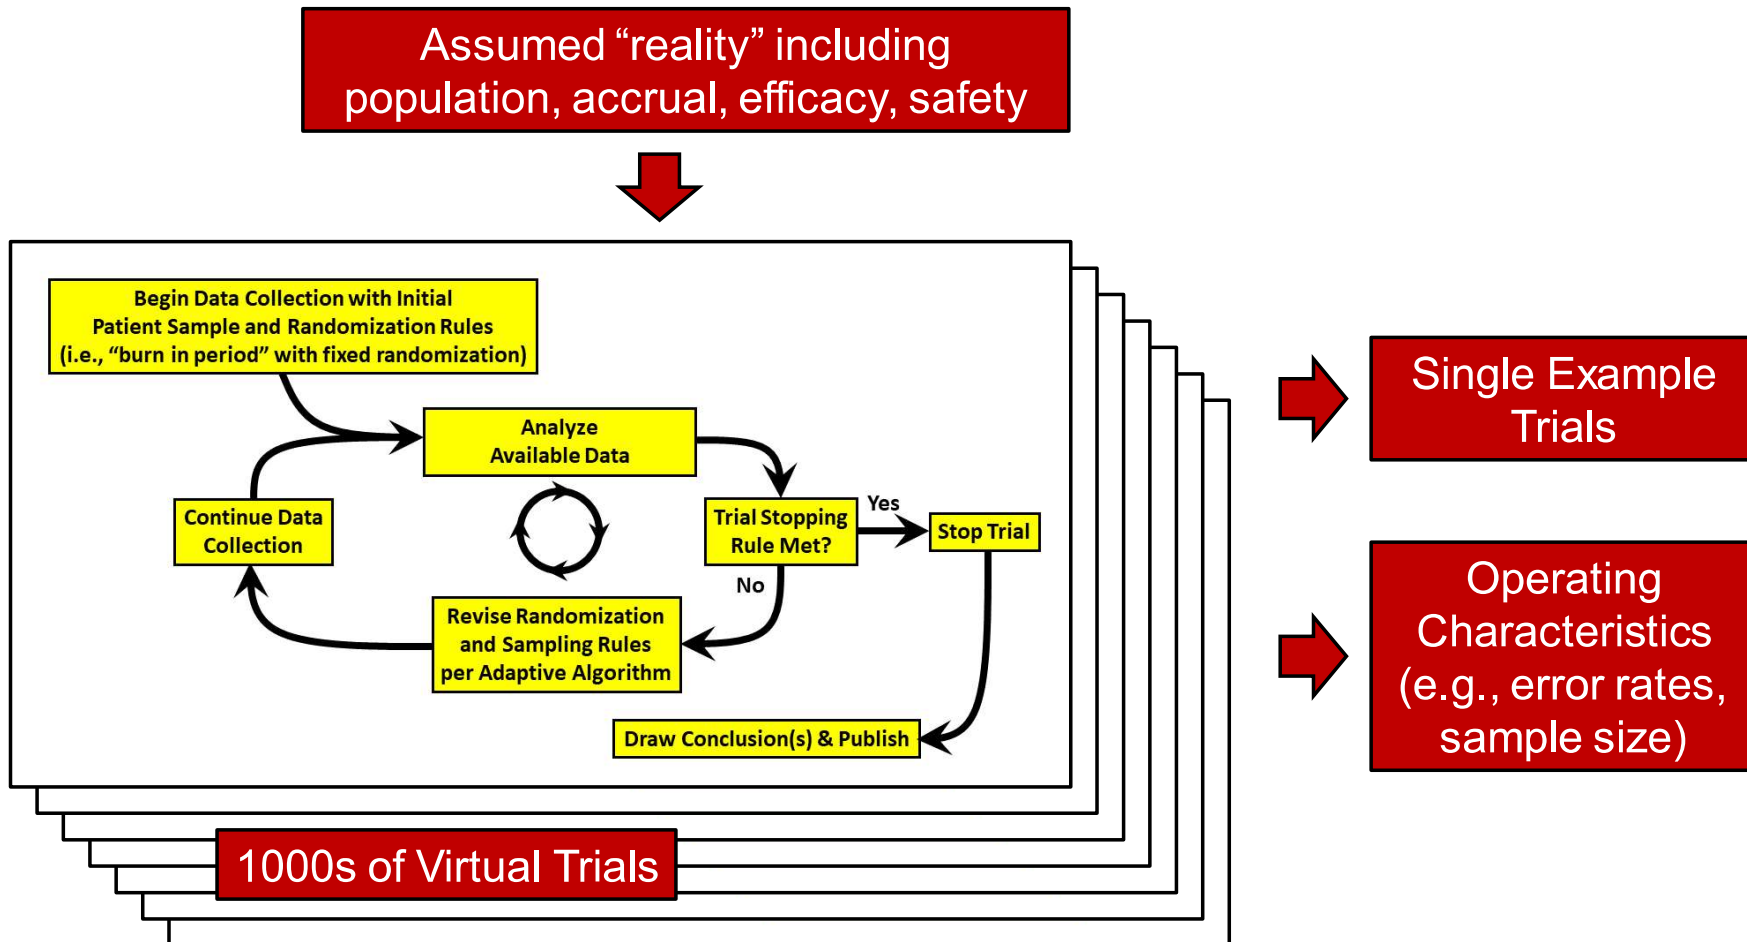 Assumed “reality” including
population, accrual, efficacy, safety
Begin Data Collection with Initial
Patient Sample and Randomization Rules
(i.e., “burn in period” with fixed randomization)
Analyze
Available Data
Continue Data
Collection
Trial Stopping
Rule Met?
Yes
Stop Trial
No
Revise Randomization
and Sampling Rules
per Adaptive Algorithm
Draw Conclusion(s) & Publish
1000s of Virtual Trials
Single Example
Trials
Operating
Characteristics
(e.g., error rates,
sample size)